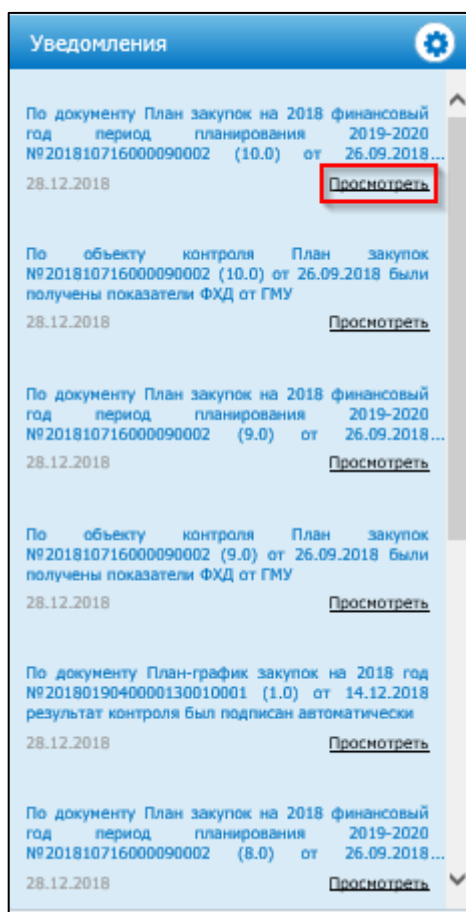 Уведомления
По документу План закупок на 2018 финансовый
год период планирования 2019-2020
№201810716000090002 (10.0) от 26.09.2018...
28.12.2018 Просмотреть
По объекту контроля План закупок
№201810716000090002 (10.0) от 26.09.2018 были
получены показатели ФХД от ГМУ
28.12.2018 Просмотреть
По документу План закупок на 2018 финансовый
год период планирования 2019-2020
№201810716000090002 (9.0) от 26.09.2018...
28.12.2018 Просмотреть
По объекту контроля План закупок
№201810716000090002 (9.0) от 26.09.2018 были
получены показатели ФХД от ГМУ
28.12.2018 Просмотреть
По документу План-график закупок на 2018 год
№2018019040000130010001 (1.0) от 14.12.2018
результат контроля был подписан автоматически
28.12.2018 Просмотреть
По документу План закупок на 2018 финансовый
год период планирования 2019-2020
№201810716000090002 (8.0) от 26.09.2018...
28.12.2018 Просмотреть